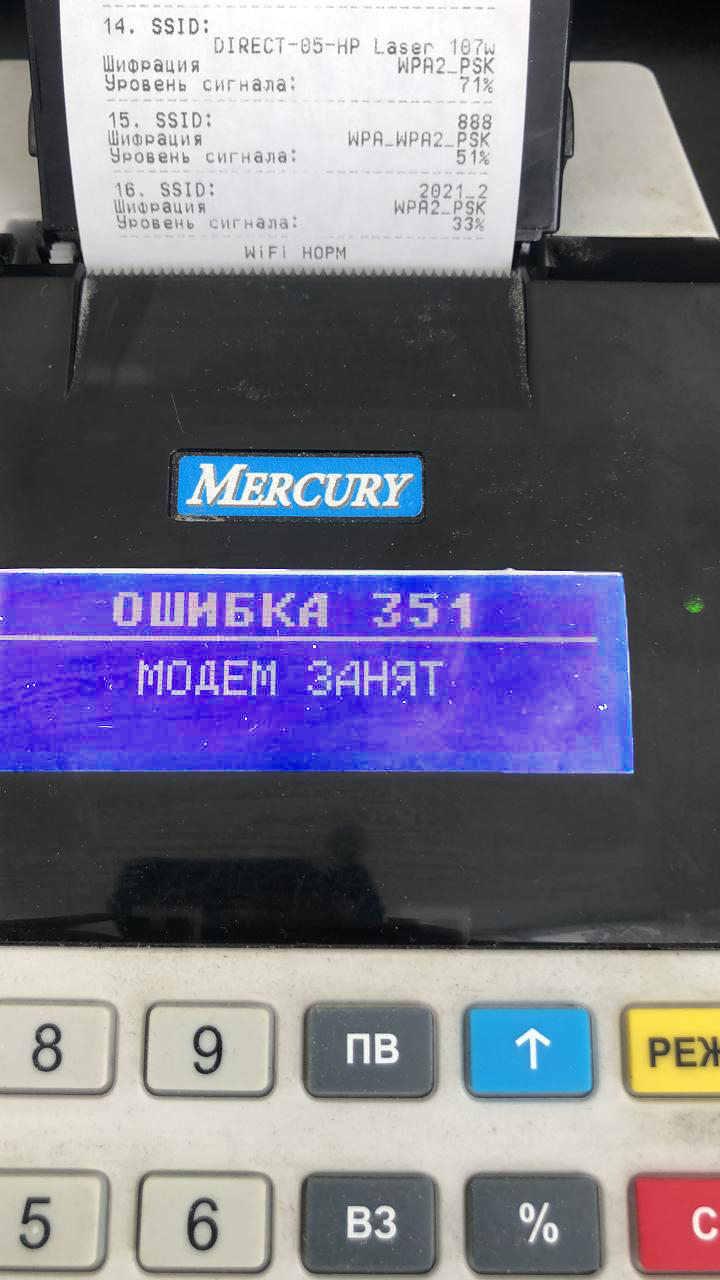 14. SSID:
DIRECT-05-HP Laser 107w
Шифрация WPA2_PSK
Уровень сигнала: 71%
15. SSID: 888
Шифрация WPA_WPA2_PSK
Уровень сигнала: 51%
16. SSID: 2021_2
Шифрация WPA2_PSK
Уровень сигнала: 33%
WiFi НОРМ
MERCURY
ОШИБКА 351
МОДЕМ ЗАНЯТ
8 9 ПВ ↑ РЕЖ
5 6 ВЗ % С